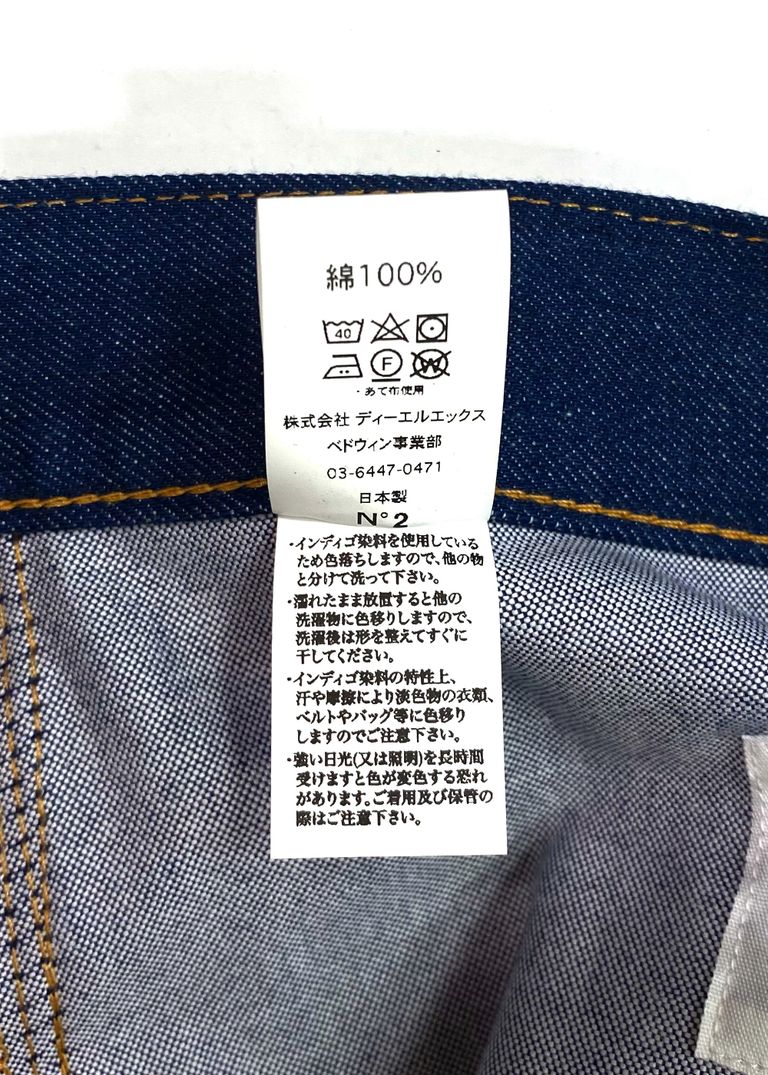 綿100%
40
F W
・あて布使用
株式会社 ディーエルエックス
ベドウィン事業部
03-6447-0471
日本製
N°2
・インディゴ染料を使用している
ため色落ちしますので、他の物
と分けて洗って下さい。
・濡れたまま放置すると他の
洗濯物に色移りしますので、
洗濯後は形を整えてすぐに
干してください。
・インディゴ染料の特性上、
汗や摩擦により淡色物の衣類、
ベルトやバッグ等に色移り
しますのでご注意下さい。
・強い日光(又は照明)を長時間
受けますと色が変色する恐れ
があります。ご着用及び保管の
際はご注意下さい。